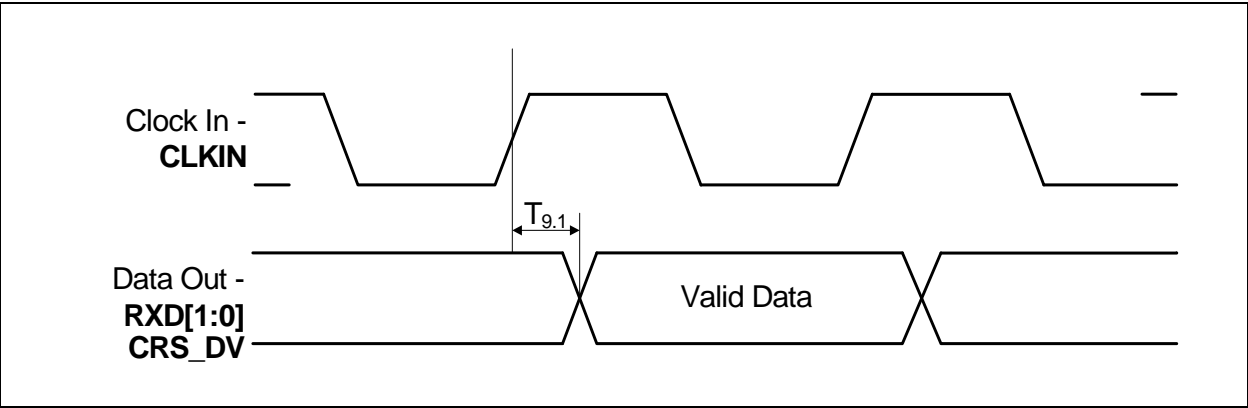 Clock In -
CLKIN
T9.1
Data Out -
RXD[1:0]
CRS_DV
Valid Data